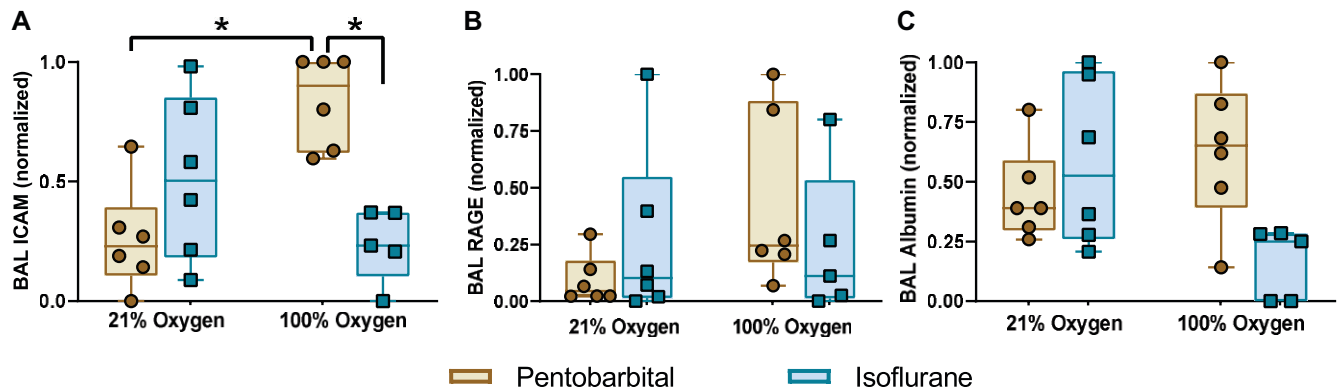 A
B
C
*
*
BAL ICAM (normalized)
1.0
0.5
0.0
21% Oxygen
100% Oxygen
BAL RAGE (normalized)
1.00
0.75
0.50
0.25
0.00
21% Oxygen
100% Oxygen
BAL Albumin (normalized)
1.00
0.75
0.50
0.25
0.00
21% Oxygen
100% Oxygen
Pentobarbital
Isoflurane